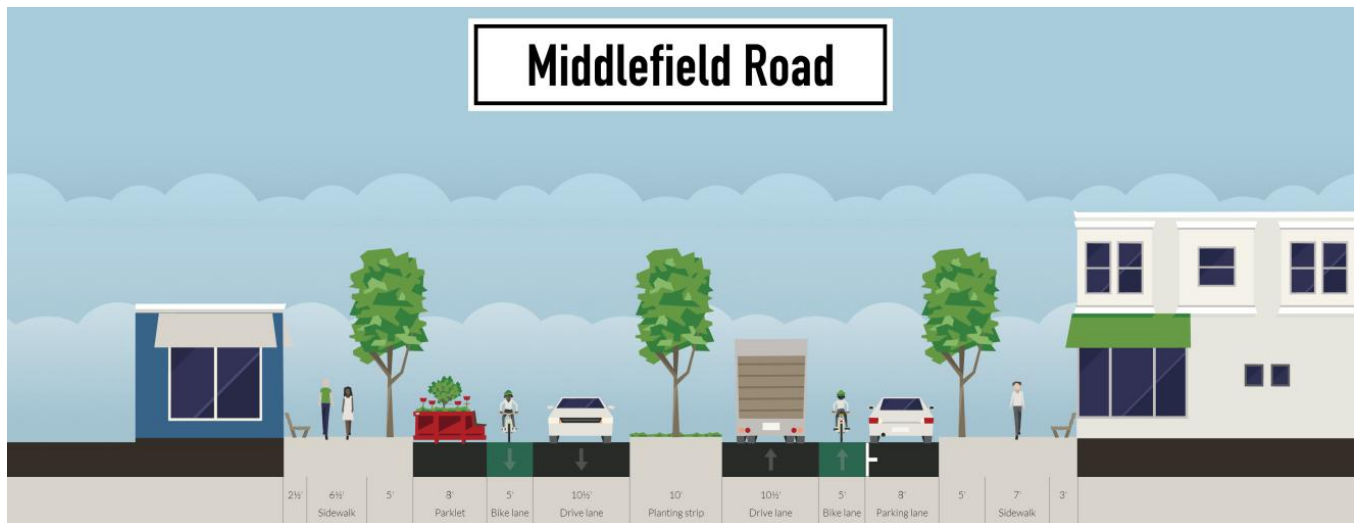 Middlefield Road
2½' 6½' 5' 8' 5' 10½' 10' 10½' 5' 8' 5' 7' 3'
Sidewalk Parklet Bike lane Drive lane Planting strip Drive lane Bike lane Parking lane Sidewalk